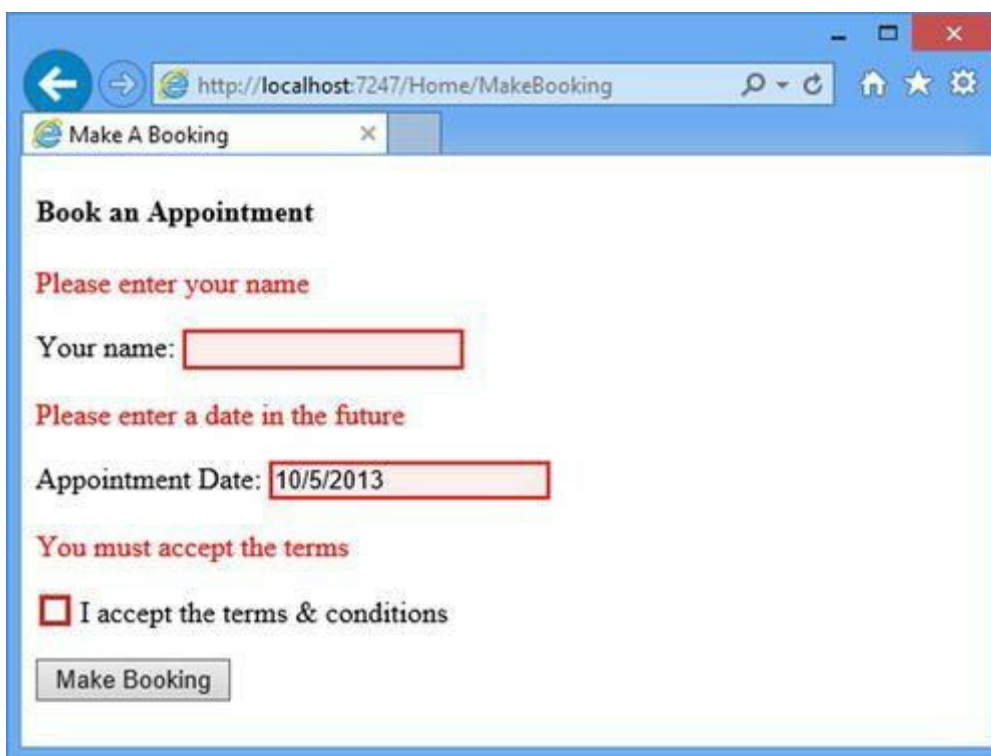 http://localhost:7247/Home/MakeBooking
Make A Booking
Book an Appointment
Please enter your name
Your name:
Please enter a date in the future
Appointment Date: 10/5/2013
You must accept the terms
I accept the terms & conditions
Make Booking